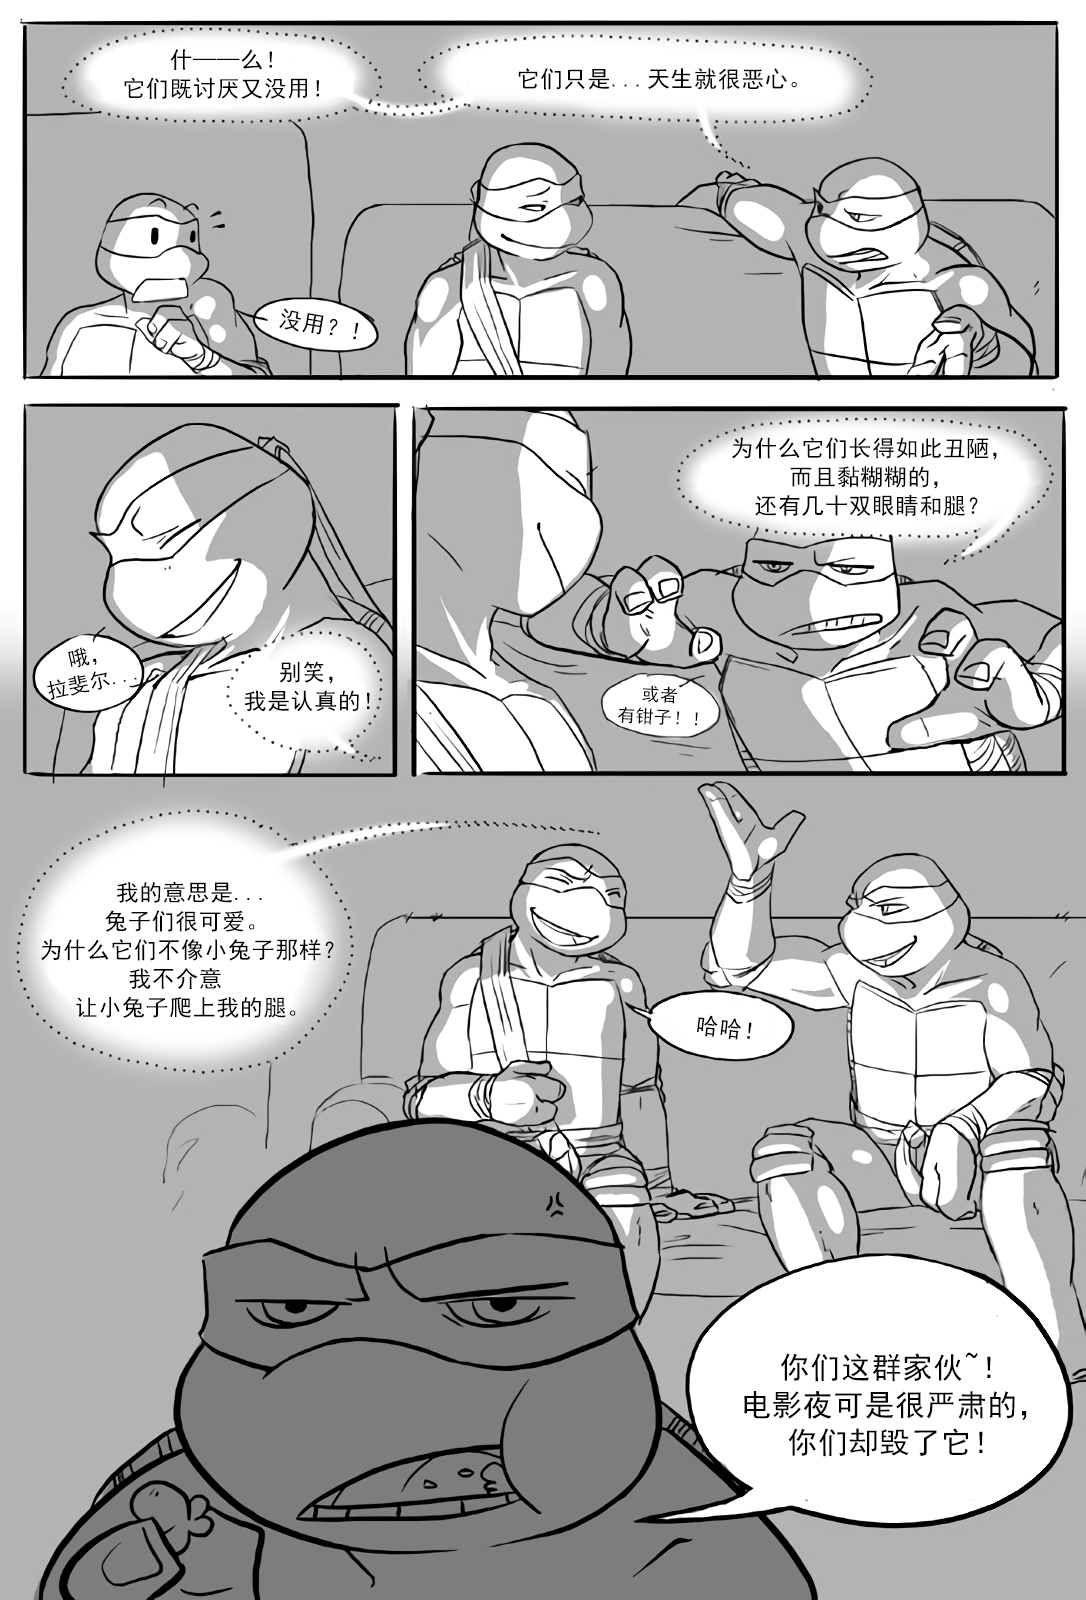 什——么！
它们既讨厌又没用！
它们只是...天生就很恶心。
没用？！
哦，
拉斐尔...
别笑，
我是认真的！
为什么它们长得如此丑陋，
而且黏糊糊的，
还有几十双眼睛和腿？
或者
有钳子！！
我的意思是...
兔子们很可爱。
为什么它们不像小兔子那样？
我不介意
让小兔子爬上我的腿。
哈哈！
你们这群家伙~！
电影夜可是很严肃的，
你们却毁了它！